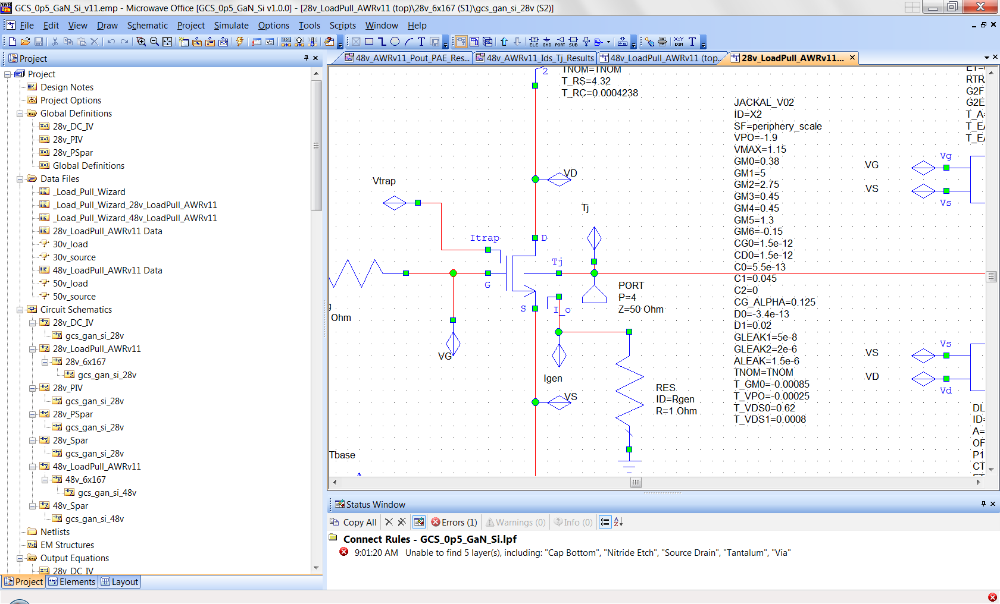 GCS_0p5_GaN_Si_v11.emp - Microwave Office [GCS_0p5_GaN_Si v1.0.0] - [28v_LoadPull_AWRv11 (top)\28v_6x167 (S1)\gcs_gan_si_28v (S2)]
File Edit View Draw Schematic Project Simulate Options Tools Scripts Window Help
ELE GND PORT SUB X=Y EQN
Project
48v_AWRv11_Pout_PAE_Res... 48v_AWRv11_Ids_Tj_Results 48v_LoadPull_AWRv11 (top... 28v_LoadPull_AWRv11...
Project
Design Notes
Project Options
Global Definitions
28v_DC_IV
28v_PIV
28v_PSpar
Global Definitions
Data Files
_Load_Pull_Wizard
_Load_Pull_Wizard_28v_LoadPull_AWRv11
_Load_Pull_Wizard_48v_LoadPull_AWRv11
28v_LoadPull_AWRv11 Data
30v_load
30v_source
48v_LoadPull_AWRv11 Data
50v_load
50v_source
Circuit Schematics
28v_DC_IV
gcs_gan_si_28v
28v_LoadPull_AWRv11
28v_6x167
gcs_gan_si_28v
28v_PIV
gcs_gan_si_28v
28v_PSpar
gcs_gan_si_28v
28v_Spar
gcs_gan_si_28v
48v_LoadPull_AWRv11
48v_6x167
gcs_gan_si_48v
48v_Spar
gcs_gan_si_48v
Netlists
EM Structures
Output Equations
28v_DC_IV
Project Elements Layout
2
TNOM=TNOM
T_RS=4.32
T_RC=0.0004238
Vtrap
VD
Tj
Itrap
D
Tj
G
S
I_o
Ohm
VG
PORT
P=4
Z=50 Ohm
Igen
VS
RES
ID=Rgen
R=1 Ohm
Tbase
JACKAL_V02
ID=X2
SF=periphery_scale
VPO=-1.9
VMAX=1.15
GM0=0.38
GM1=5
GM2=2.75
GM3=0.45
GM4=0.45
GM5=1.3
GM6=-0.15
CG0=1.5e-12
CD0=1.5e-12
C0=5.5e-13
C1=0.045
C2=0
CG_ALPHA=0.125
D0=-3.4e-13
D1=0.02
GLEAK1=5e-8
GLEAK2=2e-6
ALEAK=1.5e-6
TNOM=TNOM
T_GM0=-0.00085
T_VPO=-0.00025
T_VDS0=0.62
T_VDS1=0.0008
RTR
G2F
G2E
T_A
T_E
T_E
VG
Vg
VS
Vs
VS
Vs
VD
Vd
DL
ID=
A=
OF
P1
CT
Status Window
Copy All Errors (1) Warnings (0) Info (0)
Connect Rules - GCS_0p5_GaN_Si.lpf
9:01:20 AM Unable to find 5 layer(s), including: "Cap Bottom", "Nitride Etch", "Source Drain", "Tantalum", "Via"